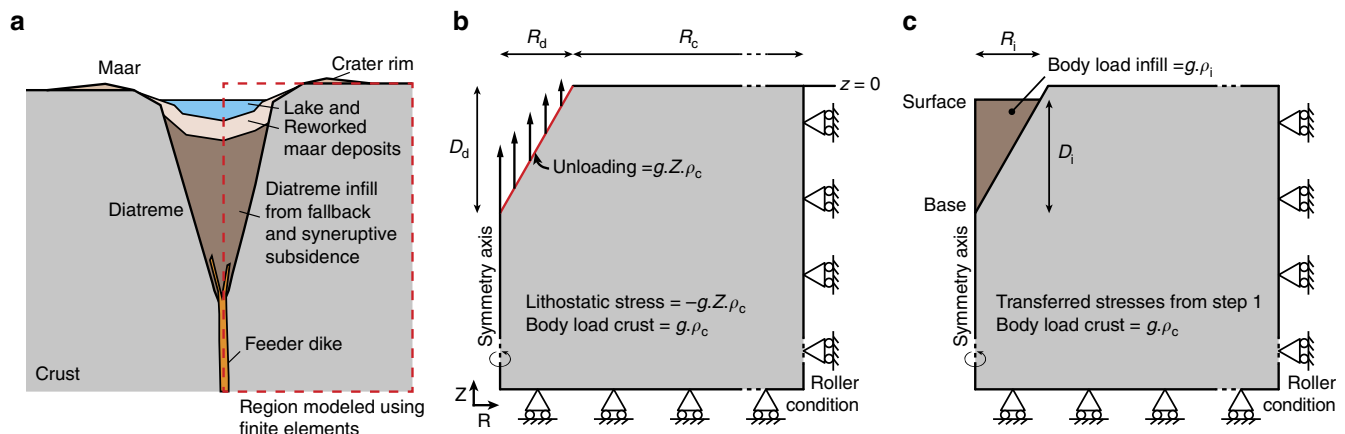 a
Maar
Crater rim
Lake and
Reworked
maar deposits
Diatreme
Diatreme infill
from fallback
and syneruptive
subsidence
Feeder dike
Crust
Region modeled using
finite elements
b
R_d
R_c
z = 0
D_d
Unloading =g.Z.ρ_c
Symmetry axis
Lithostatic stress = −g.Z.ρ_c
Body load crust = g.ρ_c
Z
R
Roller
condition
c
R_i
Body load infill =g.ρ_i
Surface
D_i
Base
Symmetry axis
Transferred stresses from step 1
Body load crust = g.ρ_c
Roller
condition